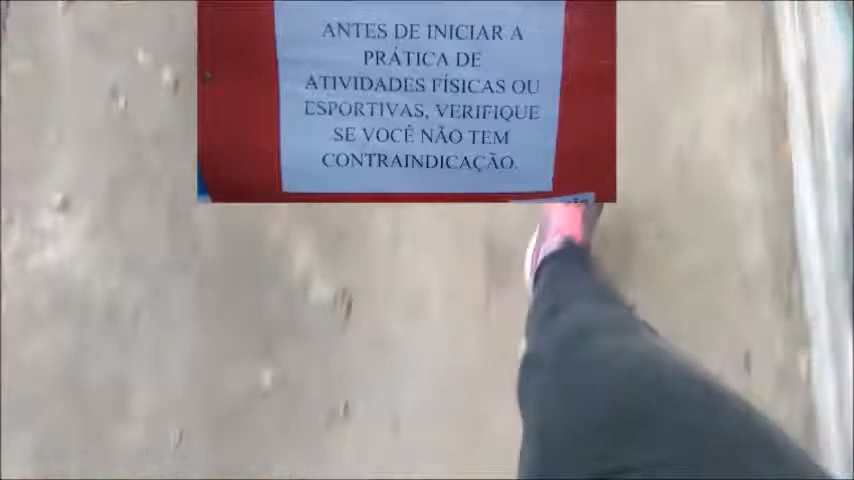 ANTES DE INICIAR A
PRÁTICA DE
ATIVIDADES FÍSICAS OU
ESPORTIVAS, VERIFIQUE
SE VOCÊ NÃO TEM
CONTRAINDICAÇÃO.